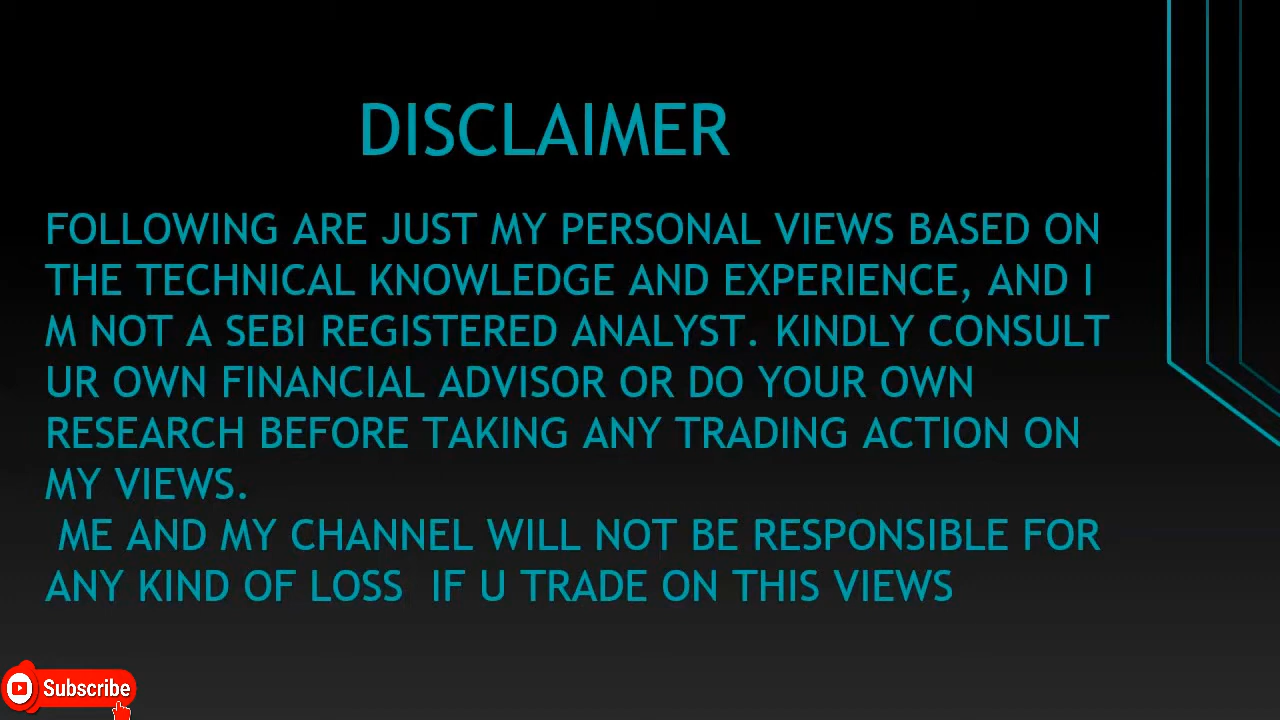 DISCLAIMER
FOLLOWING ARE JUST MY PERSONAL VIEWS BASED ON
THE TECHNICAL KNOWLEDGE AND EXPERIENCE, AND I
M NOT A SEBI REGISTERED ANALYST. KINDLY CONSULT
UR OWN FINANCIAL ADVISOR OR DO YOUR OWN
RESEARCH BEFORE TAKING ANY TRADING ACTION ON
MY VIEWS.
ME AND MY CHANNEL WILL NOT BE RESPONSIBLE FOR
ANY KIND OF LOSS  IF U TRADE ON THIS VIEWS
Subscribe